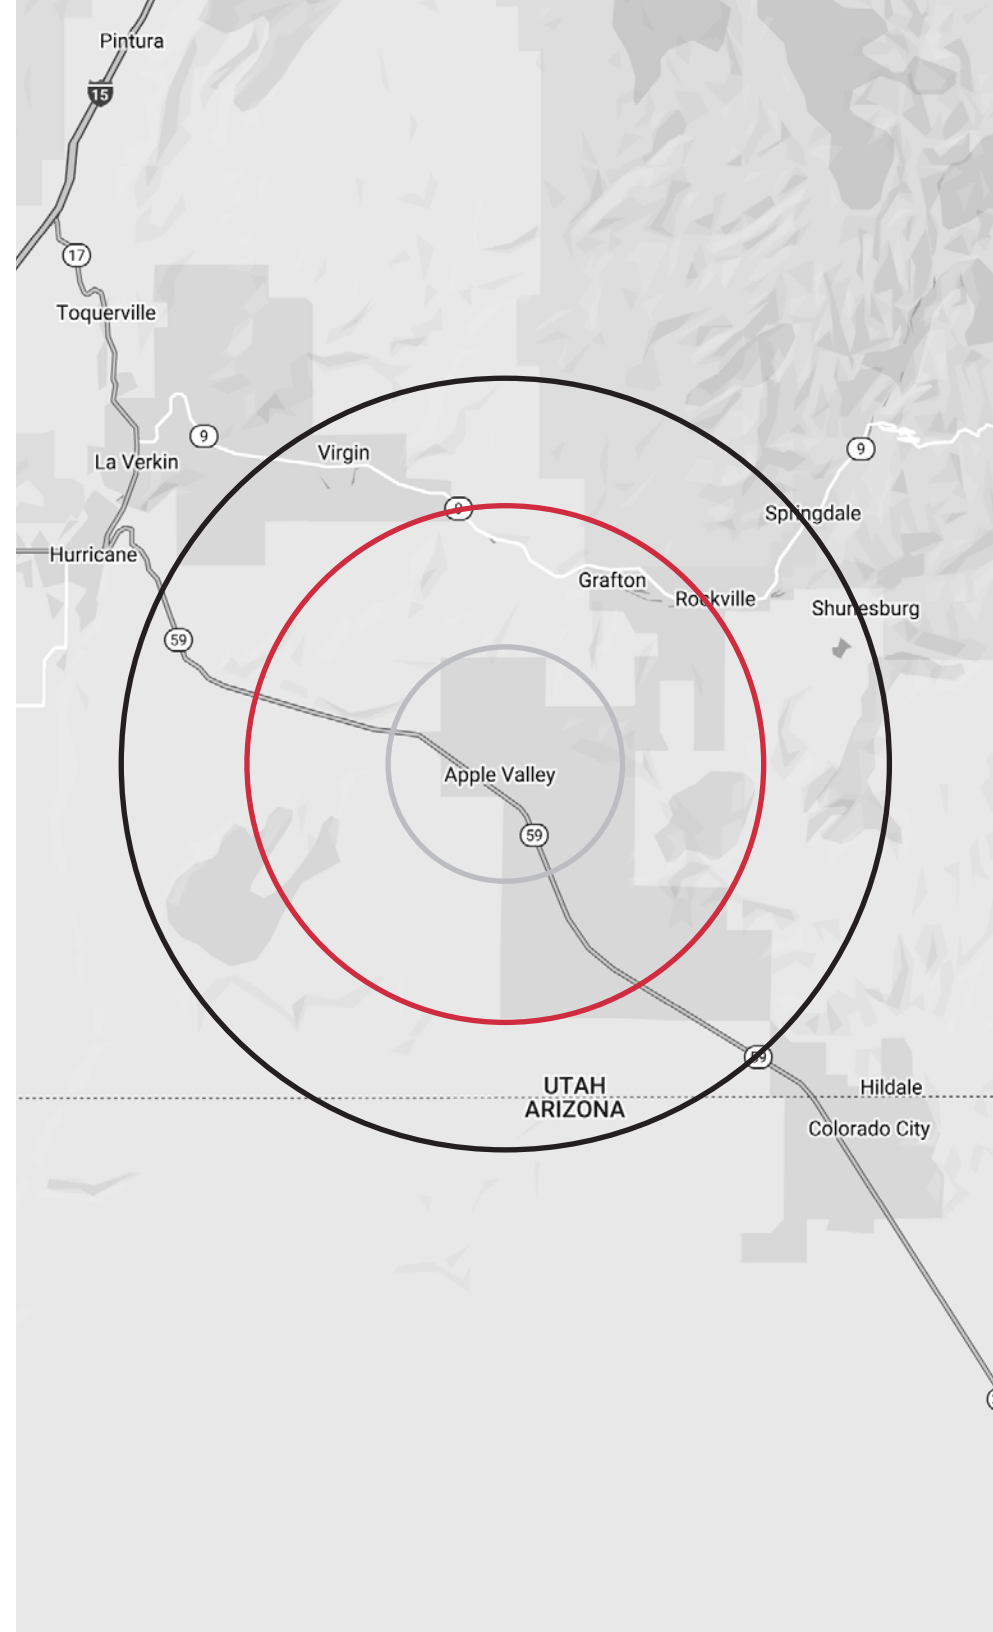 Pintura
15
17
Toquerville
9
Virgin
9
La Verkin
9
Springdale
Hurricane
Grafton
Rockville
Shunesburg
59
Apple Valley
59
59
UTAH
Hildale
ARIZONA
Colorado City